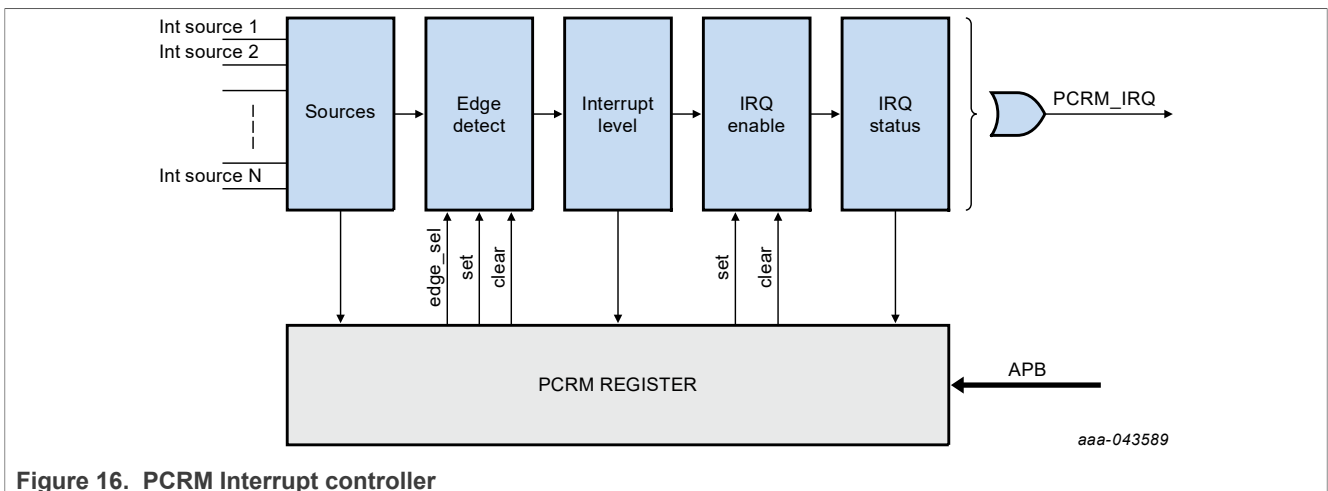 Int source 1
Int source 2
Int source N
Sources
Edge
detect
Interrupt
level
IRQ
enable
IRQ
status
PCRM_IRQ
edge_sel
set
clear
set
clear
PCRM REGISTER
APB
aaa-043589
Figure 16. PCRM Interrupt controller